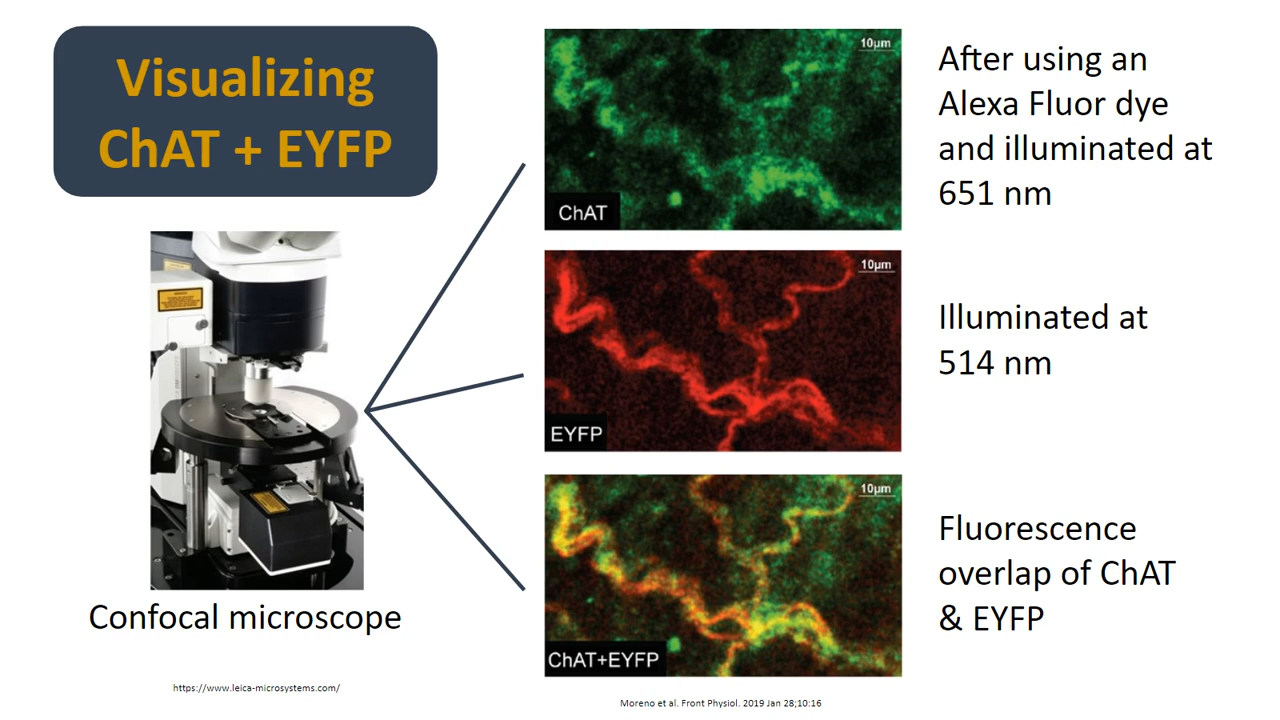 Visualizing
ChAT + EYFP
10µm
ChAT
After using an
Alexa Fluor dye
and illuminated at
651 nm
10µm
EYFP
Illuminated at
514 nm
10µm
ChAT+EYFP
Fluorescence
overlap of ChAT
& EYFP
Confocal microscope
https://www.leica-microsystems.com/
Moreno et al. Front Physiol. 2019 Jan 28;10:16